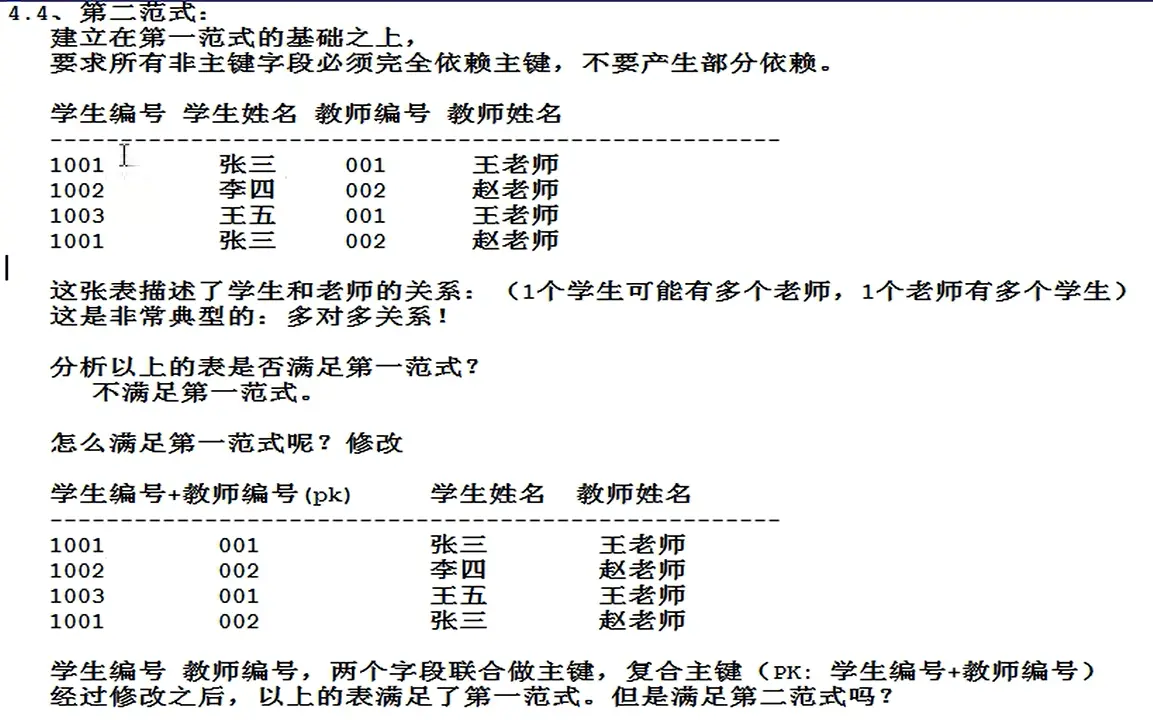 4.4、第二范式：
建立在第一范式的基础之上，
要求所有非主键字段必须完全依赖主键，不要产生部分依赖。
学生编号 学生姓名 教师编号 教师姓名
----------------------------------------------------
1001 张三 001 王老师
1002 李四 002 赵老师
1003 王五 001 王老师
1001 张三 002 赵老师
这张表描述了学生和老师的关系：（1个学生可能有多个老师，1个老师有多个学生）
这是非常典型的：多对多关系！
分析以上的表是否满足第一范式？
不满足第一范式。
怎么满足第一范式呢？修改
学生编号+教师编号(pk) 学生姓名 教师姓名
----------------------------------------------------
1001 001 张三 王老师
1002 002 李四 赵老师
1003 001 王五 王老师
1001 002 张三 赵老师
学生编号 教师编号，两个字段联合做主键，复合主键（PK: 学生编号+教师编号）
经过修改之后，以上的表满足了第一范式。但是满足第二范式吗？